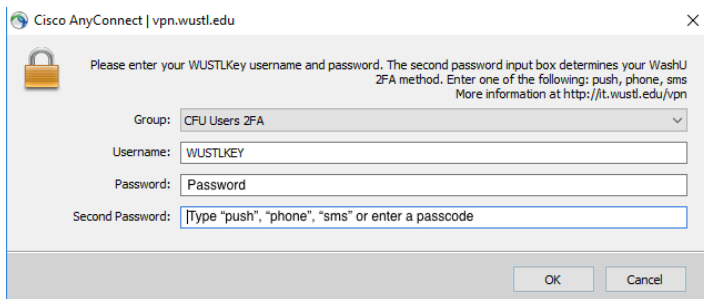 Cisco AnyConnect | vpn.wustl.edu
Please enter your WUSTLKey username and password. The second password input box determines your WashU
2FA method. Enter one of the following: push, phone, sms
More information at http://it.wustl.edu/vpn
Group: CFU Users 2FA
Username: WUSTLKEY
Password: Password
Second Password: Type “push”, “phone”, “sms” or enter a passcode
OK Cancel